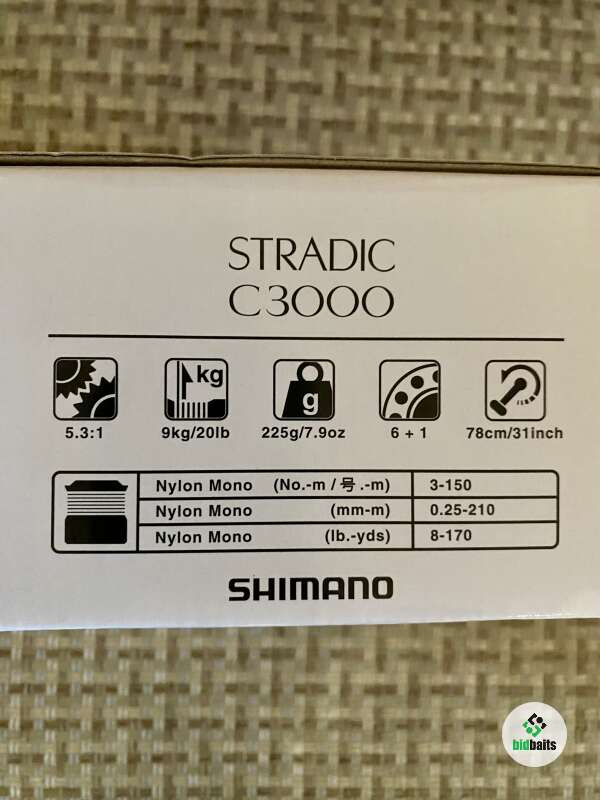 STRADIC
C3000
kg
g
5.3:1 9kg/20lb 225g/7.9oz 6 + 1 78cm/31inch
Nylon Mono (No.-m / 号.-m) 3-150
Nylon Mono (mm-m) 0.25-210
Nylon Mono (lb.-yds) 8-170
SHIMANO
bidbaits